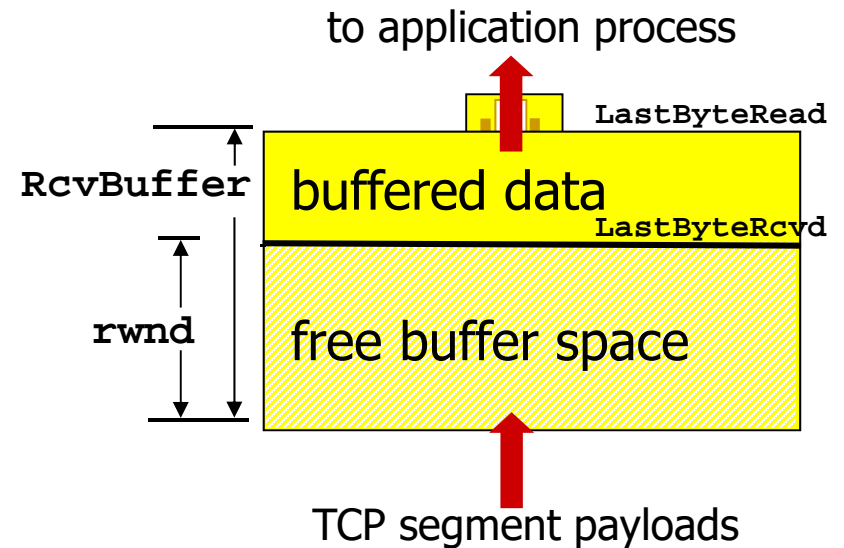 to application process
LastByteRead
RcvBuffer
buffered data
LastByteRcvd
rwnd
free buffer space
TCP segment payloads